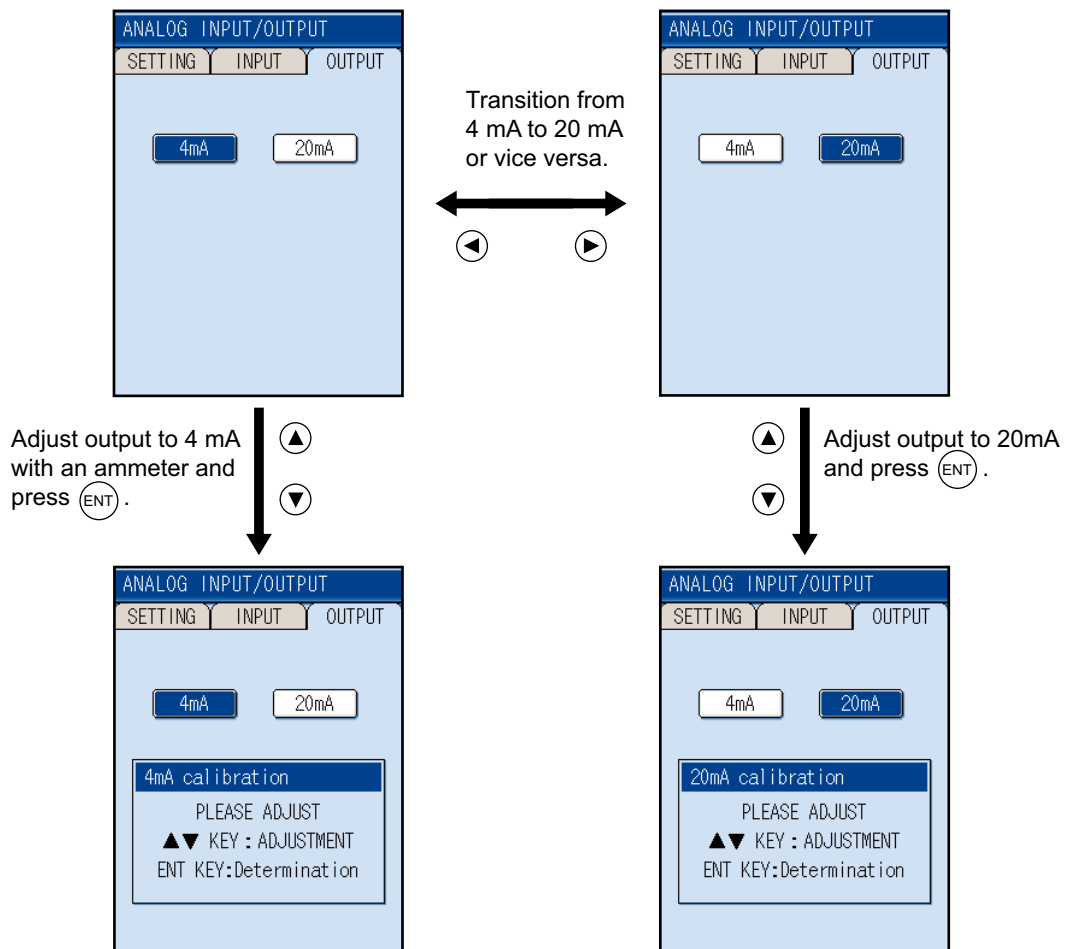 ANALOG INPUT/OUTPUT
SETTING INPUT OUTPUT
4mA 20mA
Transition from
4 mA to 20 mA
or vice versa.
ANALOG INPUT/OUTPUT
SETTING INPUT OUTPUT
4mA 20mA
Adjust output to 4 mA
with an ammeter and
press ENT .
Adjust output to 20mA
and press ENT .
ANALOG INPUT/OUTPUT
SETTING INPUT OUTPUT
4mA 20mA
4mA calibration
PLEASE ADJUST
▲▼ KEY : ADJUSTMENT
ENT KEY:Determination
ANALOG INPUT/OUTPUT
SETTING INPUT OUTPUT
4mA 20mA
20mA calibration
PLEASE ADJUST
▲▼ KEY : ADJUSTMENT
ENT KEY:Determination